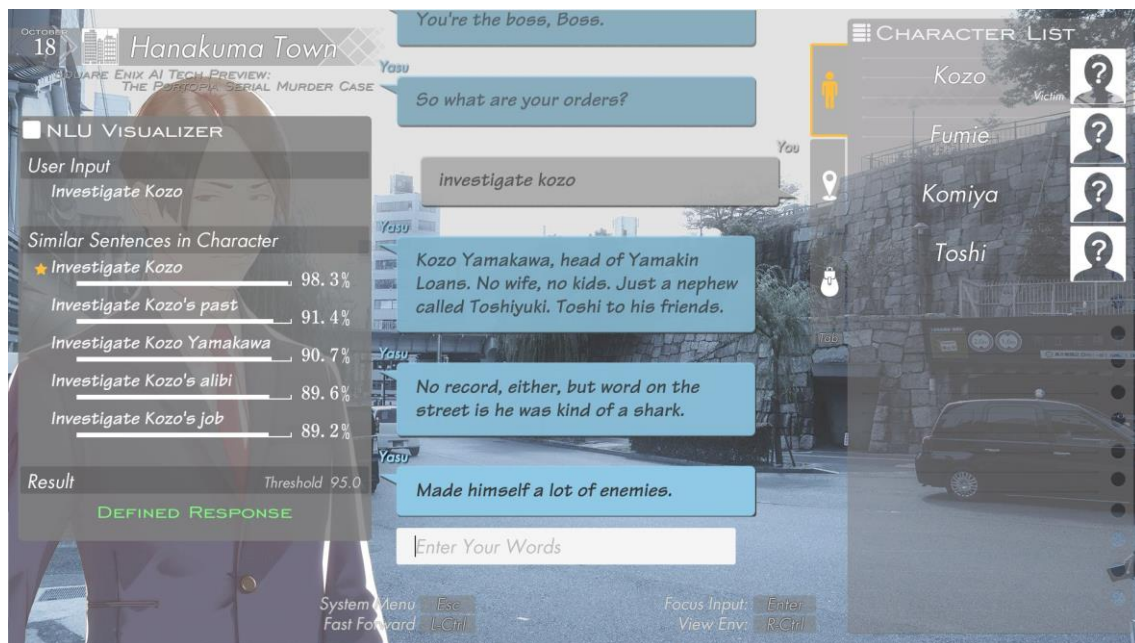 October
18
Hanakuma Town
Square Enix AI Tech Preview:
The Portopia Serial Murder Case
NLU Visualizer
User Input
Investigate Kozo
Similar Sentences in Character
Investigate Kozo
98.3%
Investigate Kozo's past
91.4%
Investigate Kozo Yamakawa
90.7%
Investigate Kozo's alibi
89.6%
Investigate Kozo's job
89.2%
Result
Threshold 95.0
Defined Response
You're the boss, Boss.
Yasu
So what are your orders?
You
investigate kozo
Yasu
Kozo Yamakawa, head of Yamakin
Loans. No wife, no kids. Just a nephew
called Toshiyuki. Toshi to his friends.
Yasu
No record, either, but word on the
street is he was kind of a shark.
Yasu
Made himself a lot of enemies.
Enter Your Words
System Menu Esc
Fast Forward L-Ctrl
Focus Input: Enter
View Env: R-Ctrl
Character List
Kozo
Victim
?
Fumie
?
Komiya
?
Toshi
?
Tab